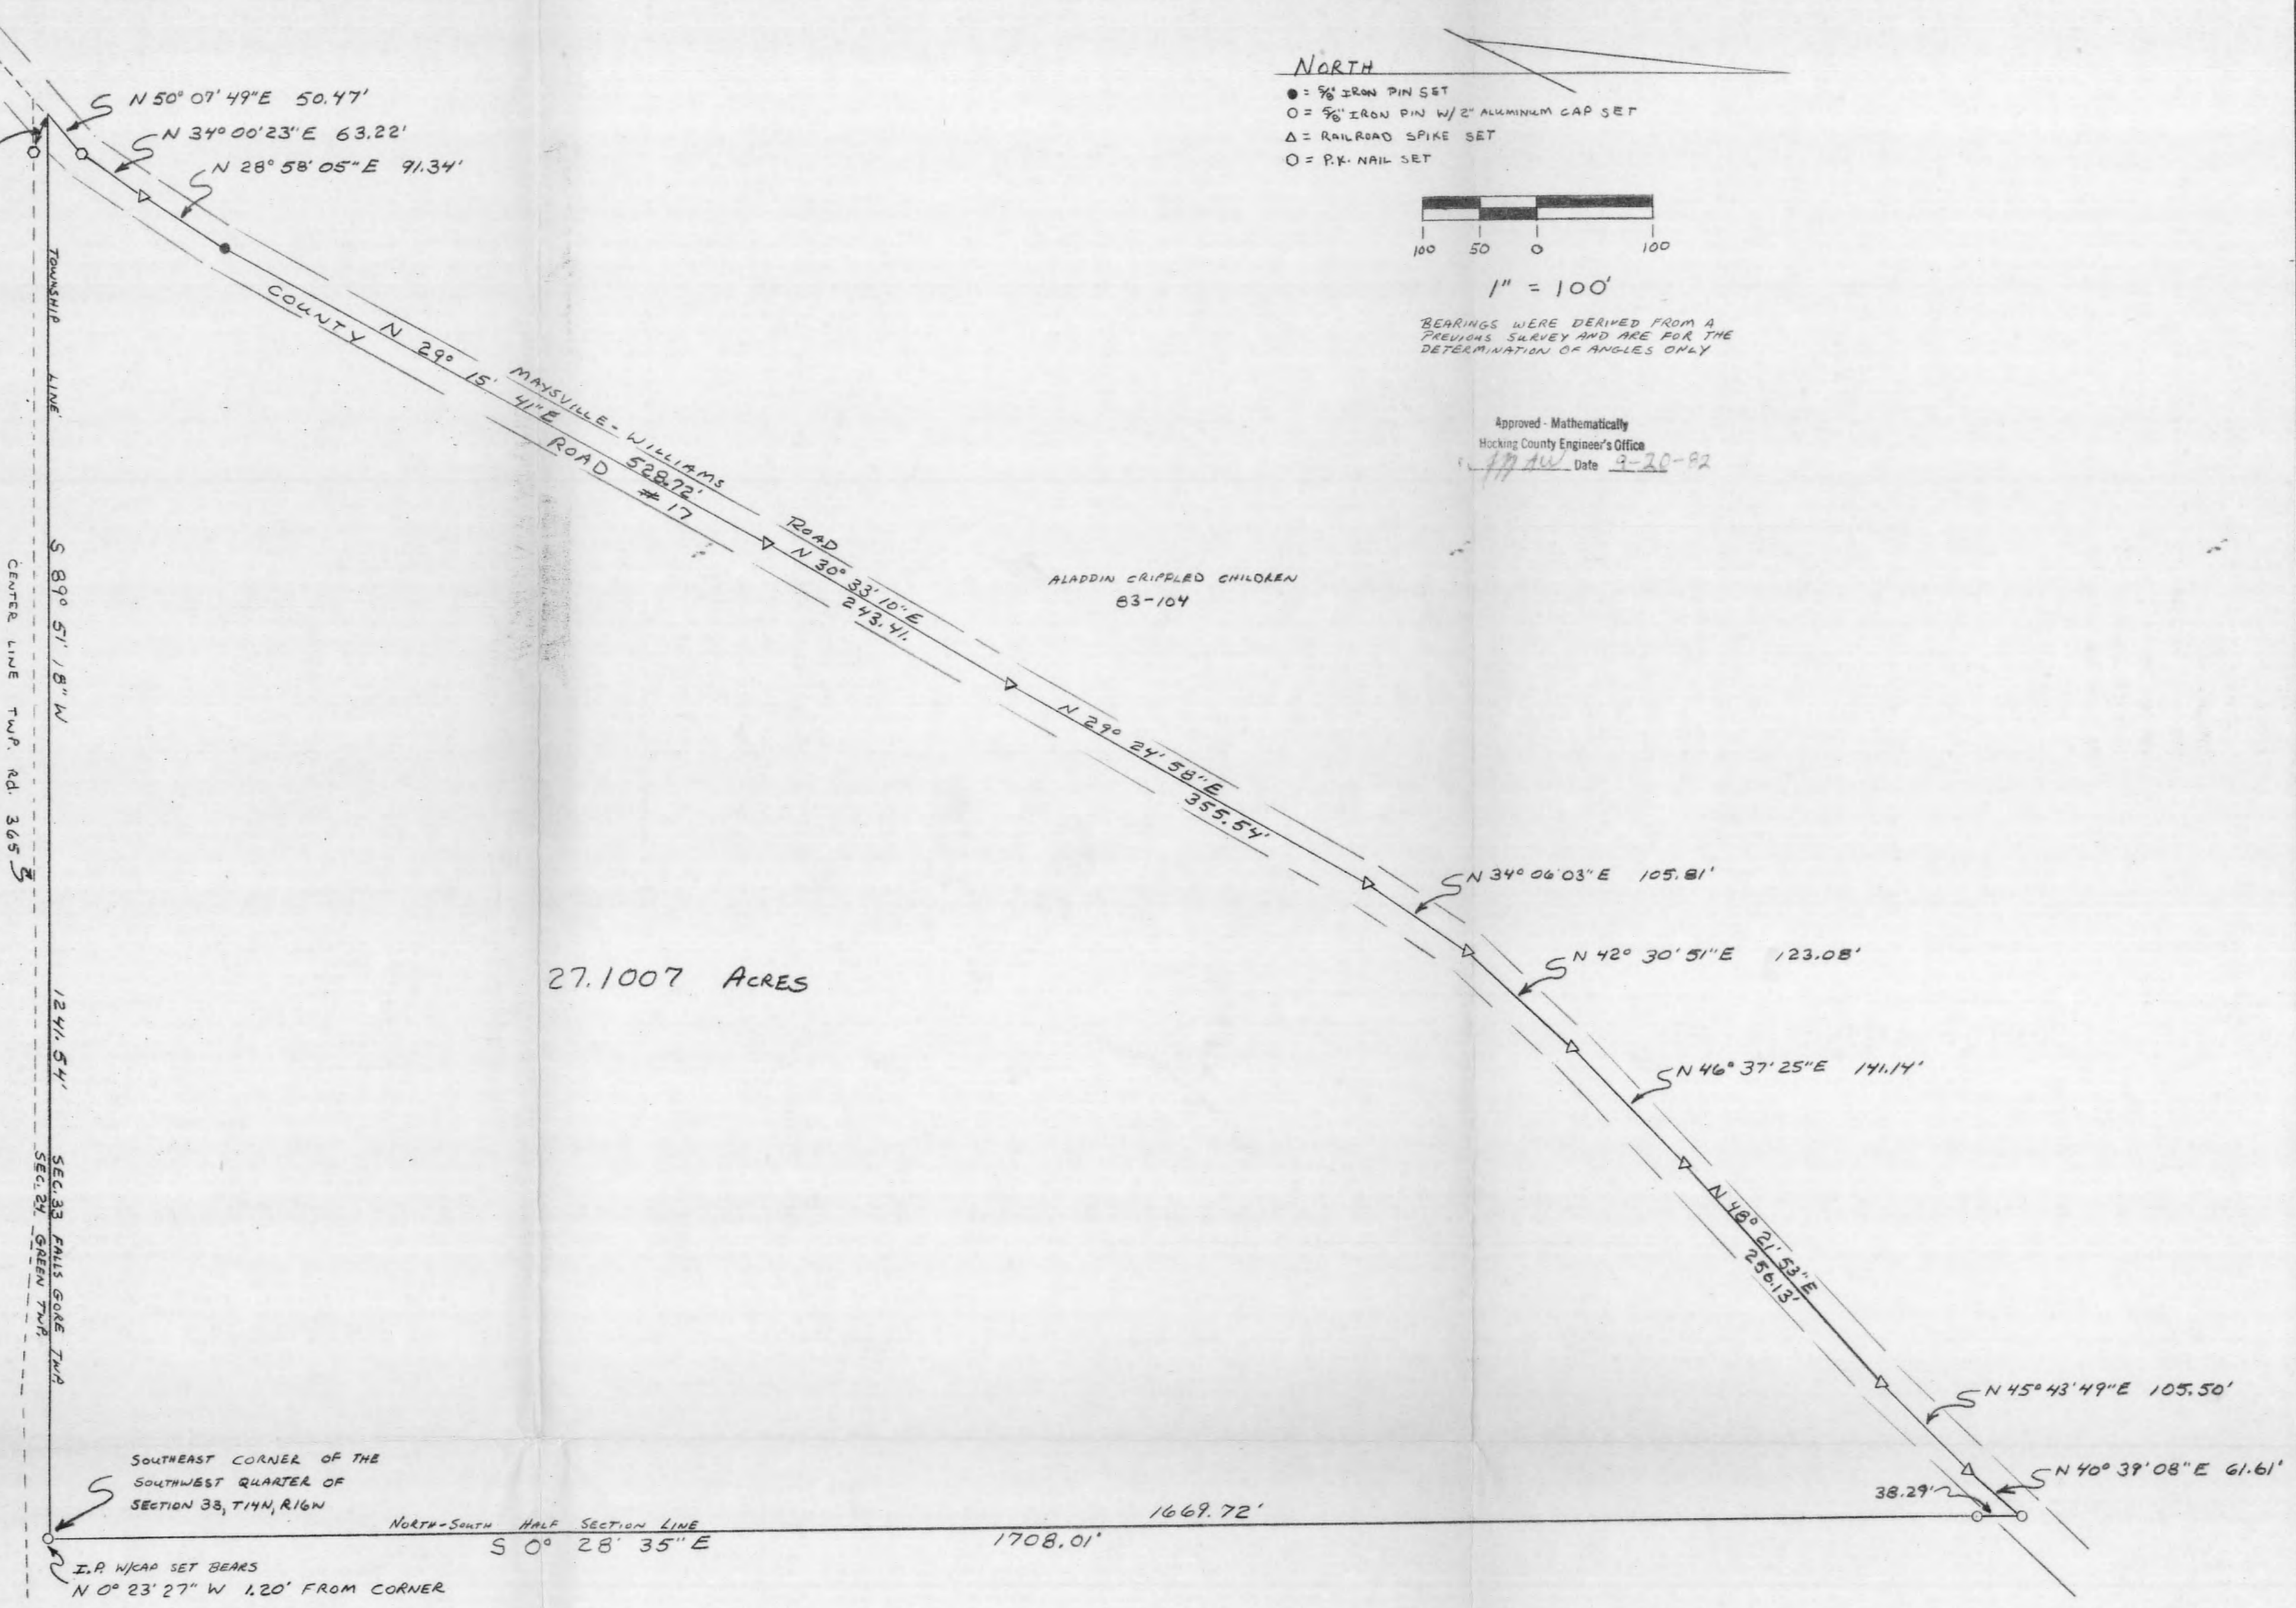 N 50° 07' 49"E 50.47'
N 34° 00' 23"E 63.22'
N 28° 58' 05"E 91.34'
NORTH
● = 5/8" IRON PIN SET
O = 5/8" IRON PIN W/2" ALUMINUM CAP SET
Δ = RAILROAD SPIKE SET
O = P.K. NAIL SET
100 50 0 100
1" = 100'
BEARINGS WERE DERIVED FROM A
PREVIOUS SURVEY AND ARE FOR THE
DETERMINATION OF ANGLES ONLY
Approved - Mathematically
Hocking County Engineer's Office
Date 9-20-82
TOWNSHIP LINE
S 89° 51' 18" W
1241.54'
SEC. 33 FALLS GORE TWP.
SEC. 24 GREEN TWP.
CENTER LINE TWP. Rd. 365
COUNTY ROAD # 17
N 29° 15' 41"E 528.72'
MAYSVILLE-WILLIAMS ROAD
N 30° 33' 10"E
243.41'
ALADDIN CRIPPLED CHILDREN
83-104
N 29° 24' 58"E
355.54'
N 34° 06' 03"E 105.81'
N 42° 30' 51"E 123.08'
27.1007 ACRES
N 46° 37' 25"E 141.14'
N 48° 21' 53"E
256.13'
N 45° 43' 49"E 105.50'
N 40° 39' 08"E 61.61'
38.29'
SOUTHEAST CORNER OF THE
SOUTHWEST QUARTER OF
SECTION 33, T14N, R16W
NORTH-SOUTH HALF SECTION LINE
1669.72'
S 0° 28' 35" E
1708.01'
I.P. W/CAP SET BEARS
N 0° 23' 27" W 1.20' FROM CORNER